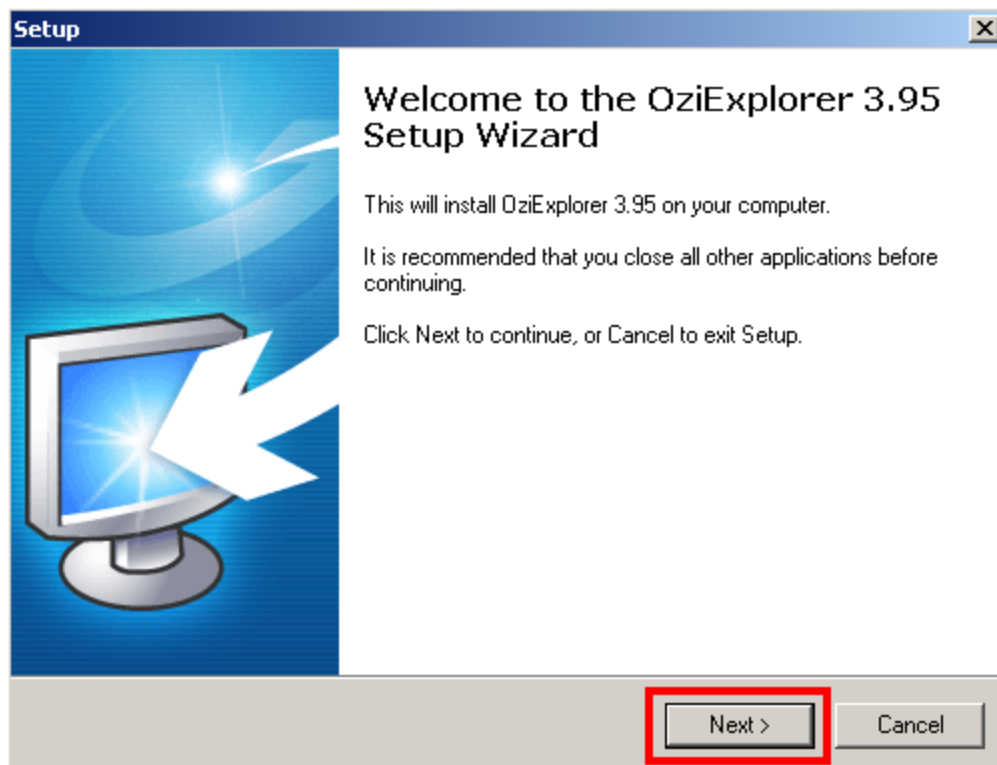 Setup
Welcome to the OziExplorer 3.95
Setup Wizard
This will install OziExplorer 3.95 on your computer.
It is recommended that you close all other applications before
continuing.
Click Next to continue, or Cancel to exit Setup.
Next >
Cancel